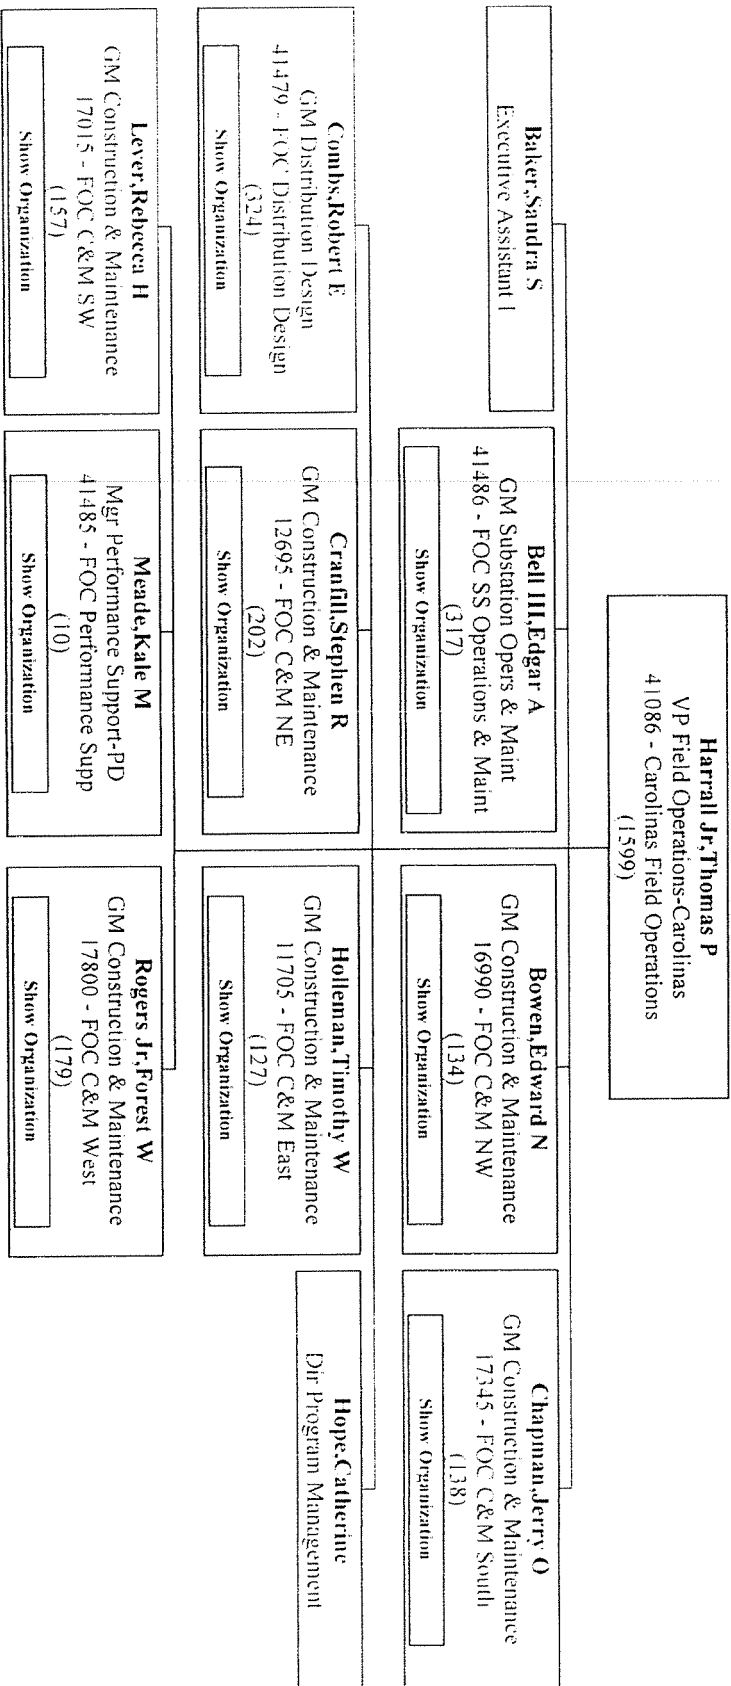 Harrall Jr,Thomas P
VP Field Operations-Carolinas
41086 - Carolinas Field Operations
(1599)
Baker,Sandra S
Executive Assistant I
Bell III,Edgar A
GM Substation Opers & Maint
41486 - FOC SS Operations & Maint
(317)
Show Organization
Bowen,Edward N
GM Construction & Maintenance
16990 - FOC C&M NW
(134)
Show Organization
Chapman,Jerry O
GM Construction & Maintenance
17345 - FOC C&M South
(138)
Show Organization
Combs,Robert E
GM Distribution Design
41479 - FOC Distribution Design
(324)
Show Organization
Cranfill,Stephen R
GM Construction & Maintenance
12695 - FOC C&M NE
(202)
Show Organization
Holleman,Timothy W
GM Construction & Maintenance
11705 - FOC C&M East
(127)
Show Organization
Hope,Catherine
Dir Program Management
Lever,Rebecca H
GM Construction & Maintenance
17015 - FOC C&M SW
(157)
Show Organization
Meade,Kale M
Mgr Performance Support-PD
41485 - FOC Performance Supp
(10)
Show Organization
Rogers Jr,Forest W
GM Construction & Maintenance
17800 - FOC C&M West
(179)
Show Organization